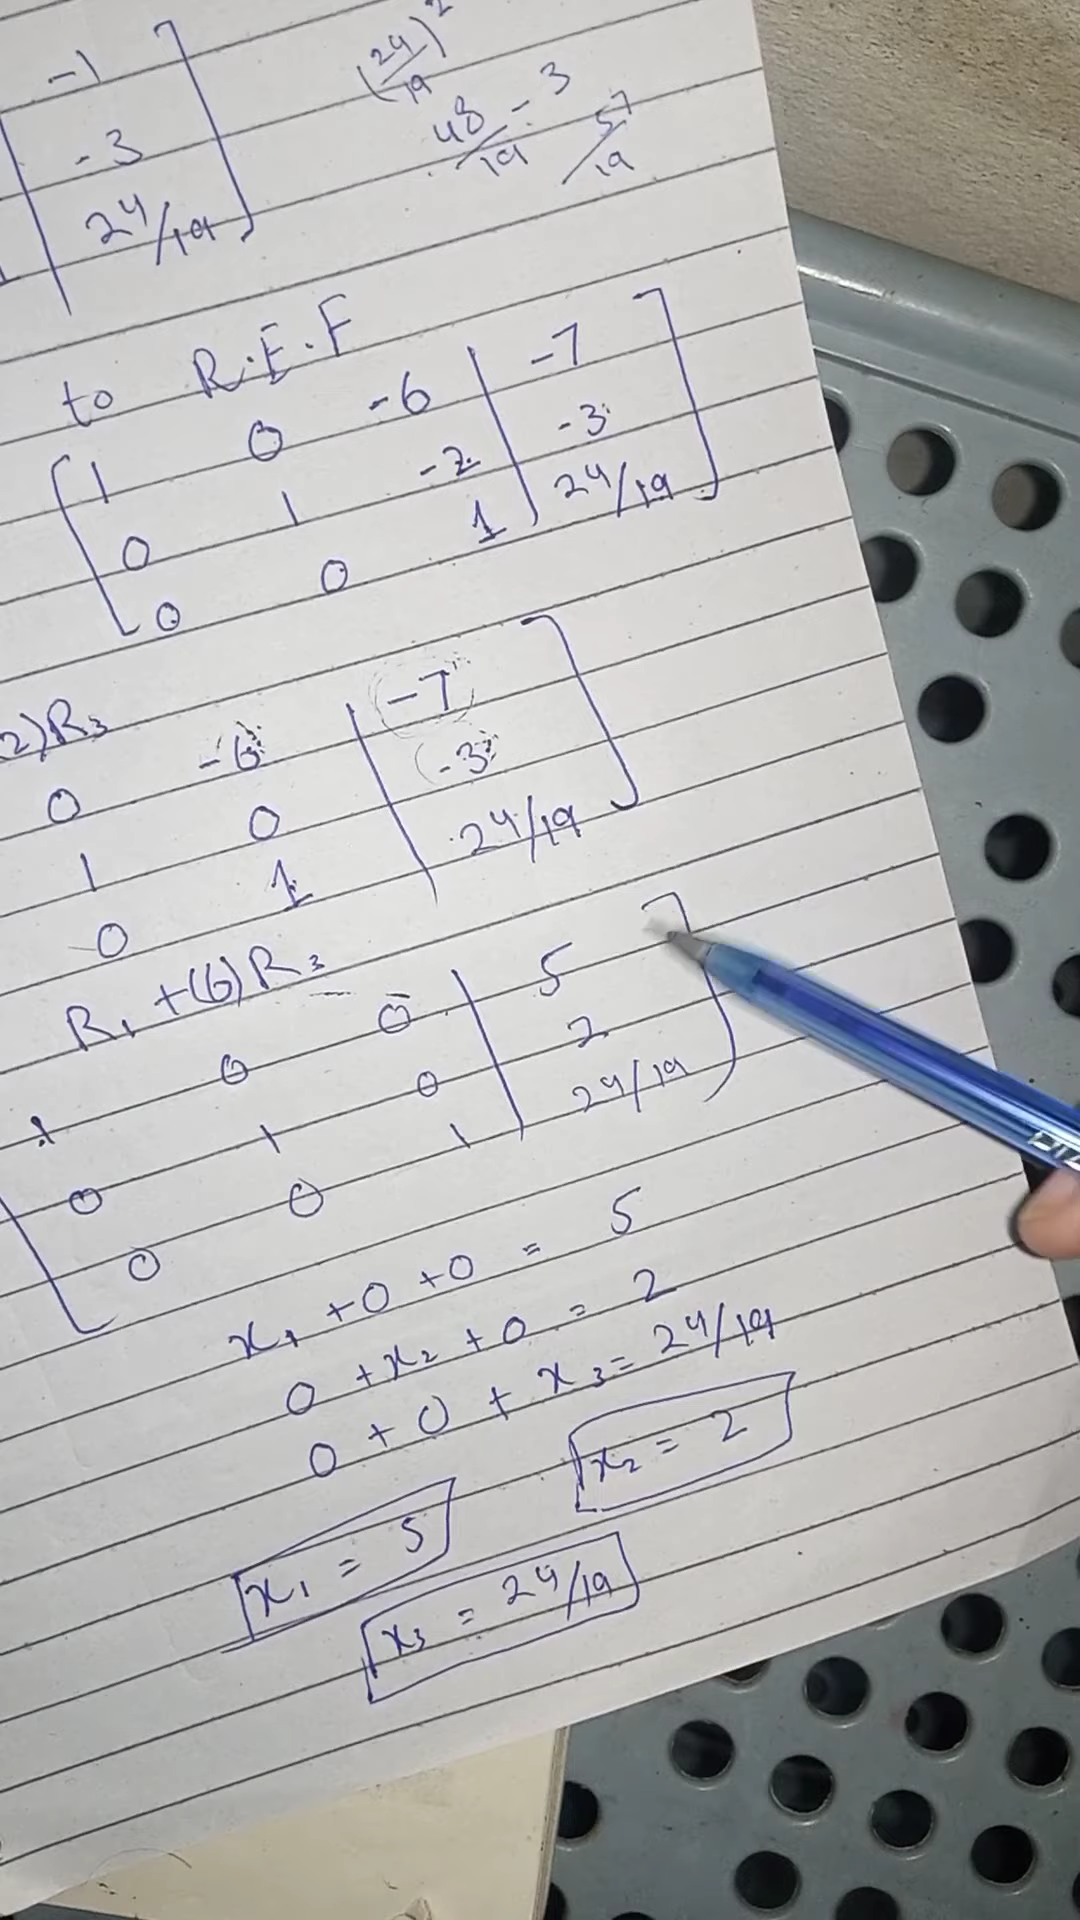 (24/19)²
-1
48/19 - 3
57/19
-3
24/19
to R.E.F
1 0 -6 | -7
0 1 -2 | -3
0 0 1 | 24/19
2)R₃
0 -6 | -7
1 0 | -3
0 1 | 24/19
R₁ + (6)R₃
1 0 0 | 5
0 1 0 | 2
0 0 1 | 24/19
x₁ + 0 + 0 = 5
0 + x₂ + 0 = 2
0 + 0 + x₃ = 24/19
x₂ = 2
x₁ = 5
x₃ = 24/19